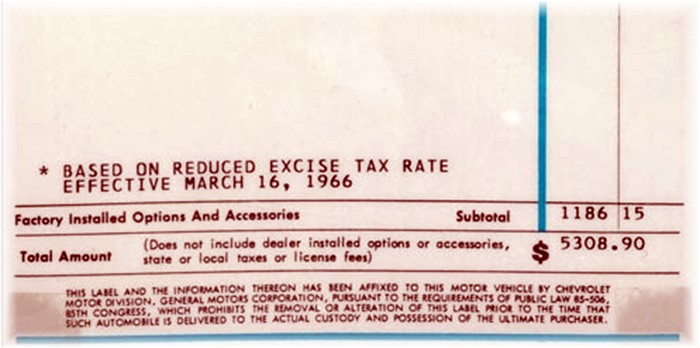 * BASED ON REDUCED EXCISE TAX RATE
EFFECTIVE MARCH 16, 1966
Factory Installed Options And Accessories Subtotal 1186 15
Total Amount (Does not include dealer installed options or accessories, state or local taxes or license fees) $ 5308.90
THIS LABEL AND THE INFORMATION THEREON HAS BEEN AFFIXED TO THIS MOTOR VEHICLE BY CHEVROLET
MOTOR DIVISION, GENERAL MOTORS CORPORATION, PURSUANT TO THE REQUIREMENTS OF PUBLIC LAW 85-506,
85TH CONGRESS, WHICH PROHIBITS THE REMOVAL OR ALTERATION OF THIS LABEL PRIOR TO THE TIME THAT
SUCH AUTOMOBILE IS DELIVERED TO THE ACTUAL CUSTODY AND POSSESSION OF THE ULTIMATE PURCHASER.